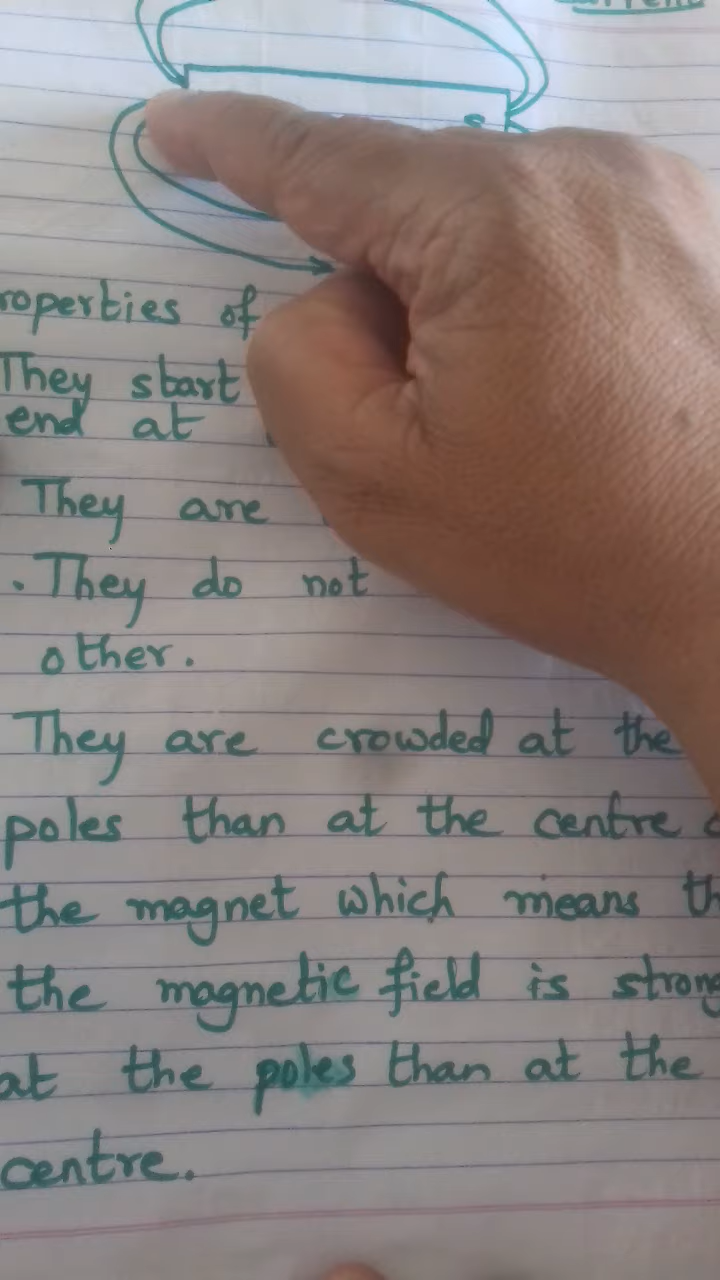 S
roperties of
They start
end at
They are
. They do not
other.
They are crowded at the
poles than at the centre
the magnet which means th
the magnetic field is strong
at the poles than at the
centre.